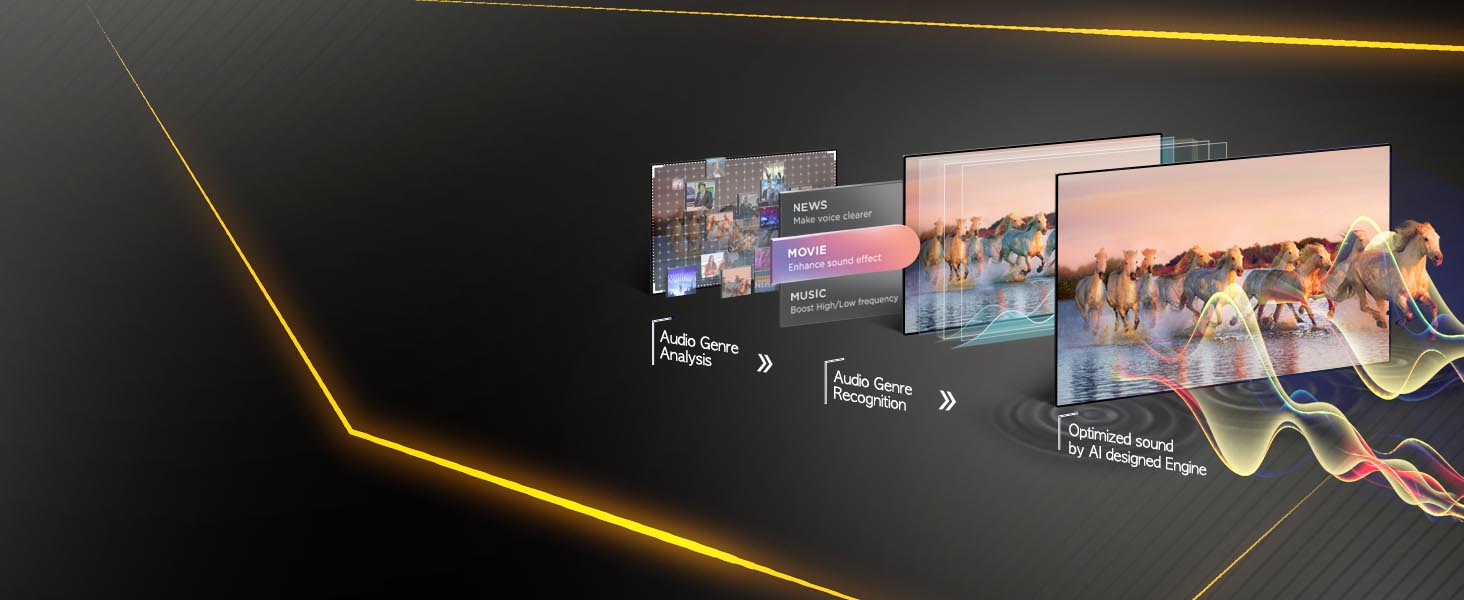 NEWS
Make voice clearer
MOVIE
Enhance sound effect
MUSIC
Boost High/Low frequency
Audio Genre
Analysis
Audio Genre
Recognition
Optimized sound
by AI designed Engine